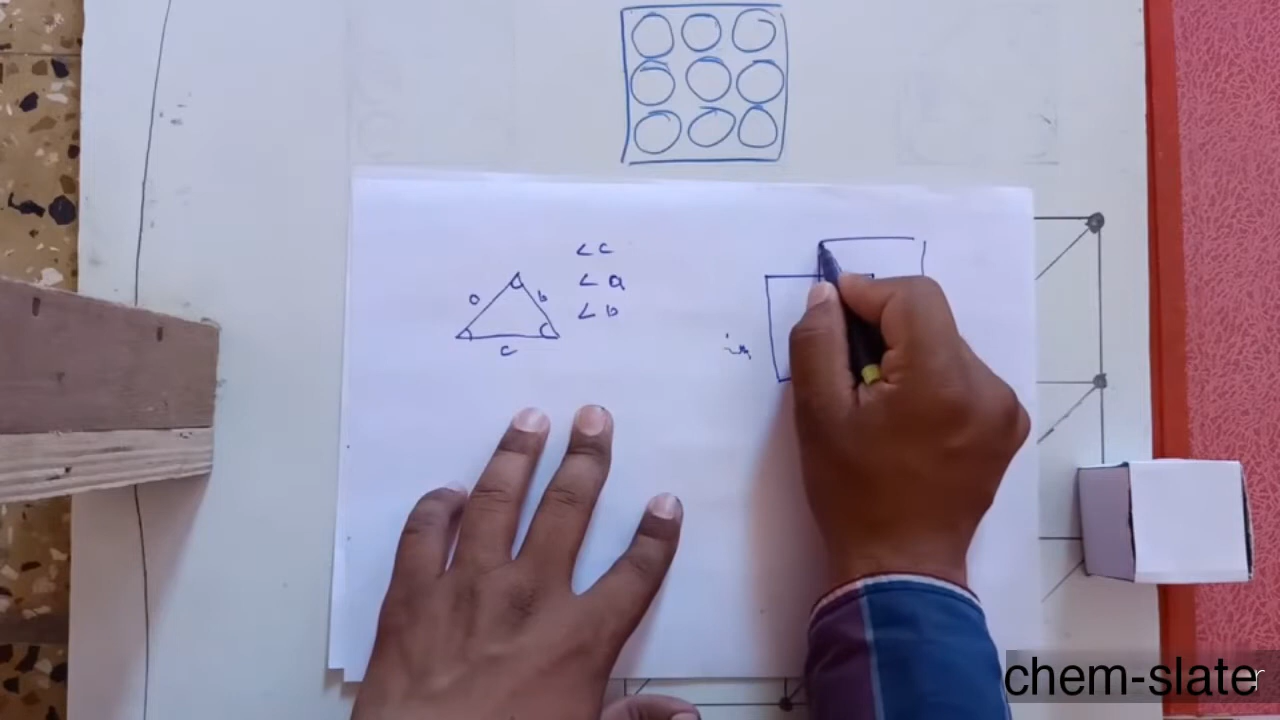 ∠c
∠a
a b
∠b
c
chem-slate